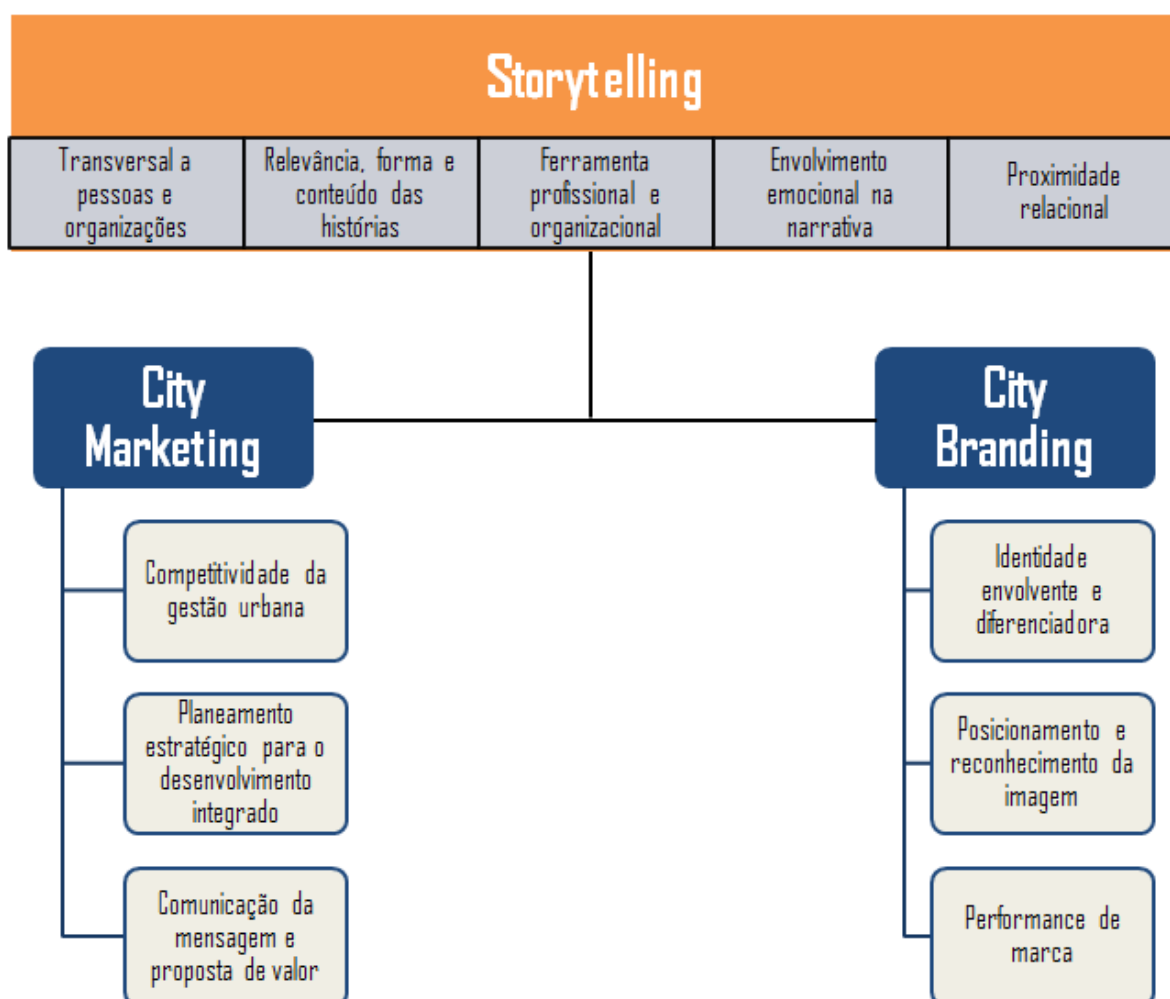 Storytelling
Transversal a
pessoas e
organizações
Relevância, forma e
conteúdo das
histórias
Ferramenta
profissional e
organizacional
Envolvimento
emocional na
narrativa
Proximidade
relacional
City
Marketing
Competitividade da
gestão urbana
Planeamento
estratégico para o
desenvolvimento
integrado
Comunicação da
mensagem e
proposta de valor
City
Branding
Identidade
envolvente e
diferenciadora
Posicionamento e
reconhecimento da
imagem
Performance de
marca